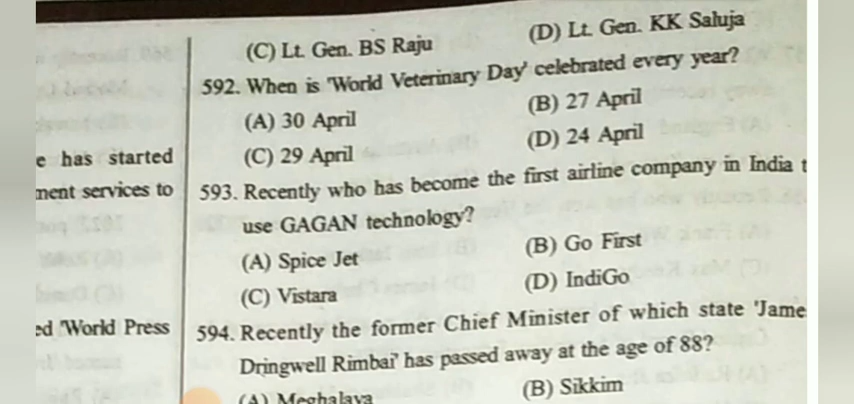 e has started
ment services to
ed 'World Press
(C) Lt. Gen. BS Raju
(D) Lt. Gen. KK Saluja
592. When is 'World Veterinary Day' celebrated every year?
(A) 30 April
(B) 27 April
(C) 29 April
(D) 24 April
593. Recently who has become the first airline company in India t
use GAGAN technology?
(A) Spice Jet
(B) Go First
(C) Vistara
(D) IndiGo
594. Recently the former Chief Minister of which state 'Jame
Dringwell Rimbai' has passed away at the age of 88?
(A) Meghalaya
(B) Sikkim